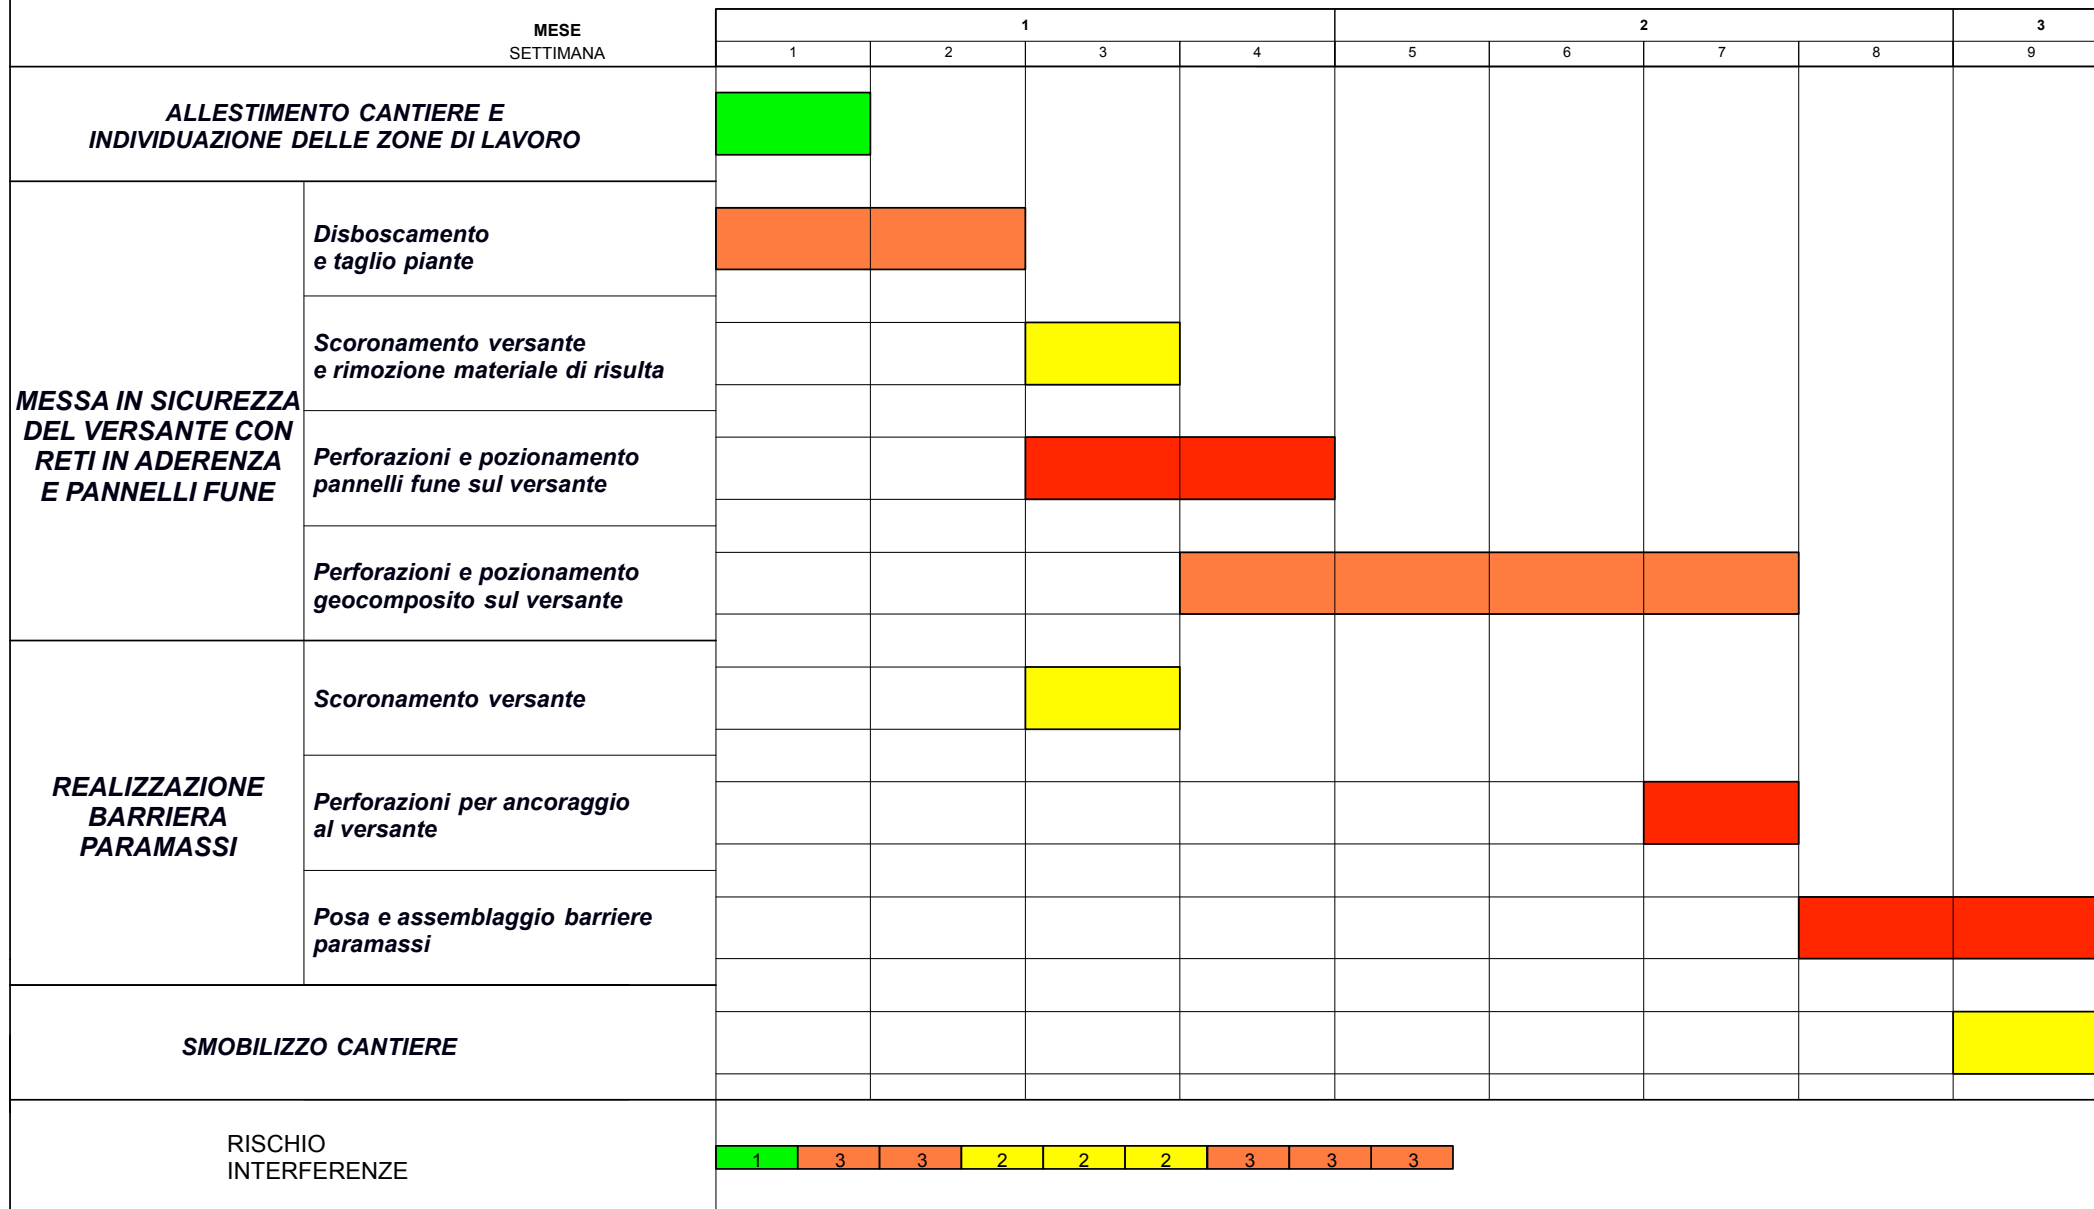 MESE
1
2
3
SETTIMANA
1
2
3
4
5
6
7
8
9
ALLESTIMENTO CANTIERE E
INDIVIDUAZIONE DELLE ZONE DI LAVORO
MESSA IN SICUREZZA
DEL VERSANTE CON
RETI IN ADERENZA
E PANNELLI FUNE
Disboscamento
e taglio piante
Scoronamento versante
e rimozione materiale di risulta
Perforazioni e pozionamento
pannelli fune sul versante
Perforazioni e pozionamento
geocomposito sul versante
REALIZZAZIONE
BARRIERA
PARAMASSI
Scoronamento versante
Perforazioni per ancoraggio
al versante
Posa e assemblaggio barriere
paramassi
SMOBILIZZO CANTIERE
RISCHIO
INTERFERENZE
1
3
3
2
2
2
3
3
3